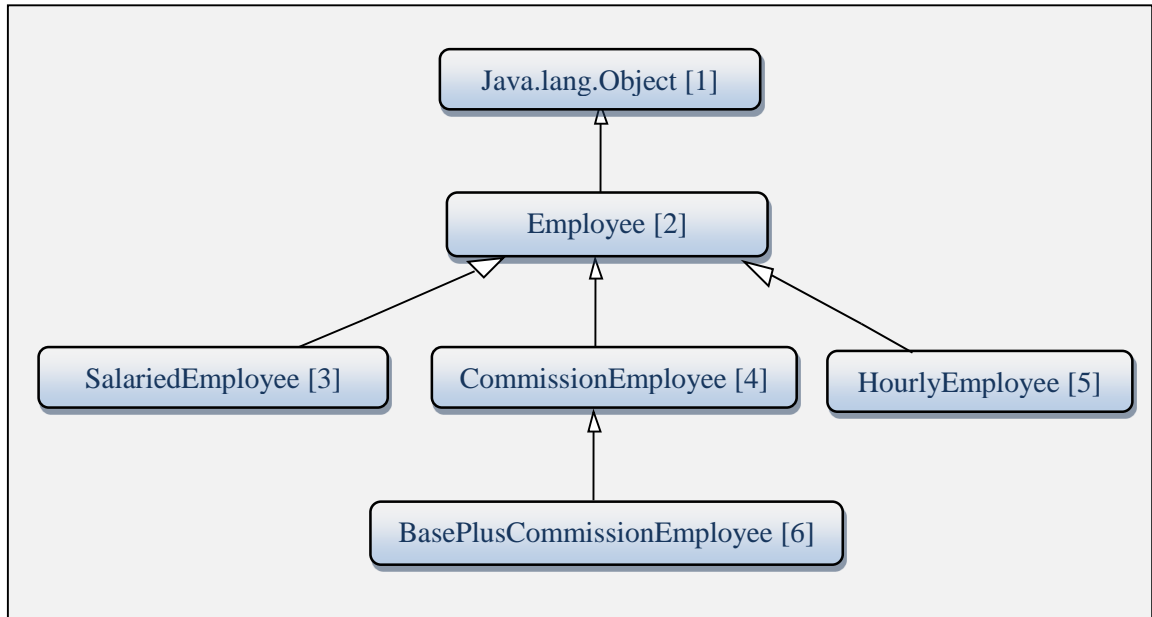 Java.lang.Object [1]
Employee [2]
SalariedEmployee [3]
CommissionEmployee [4]
HourlyEmployee [5]
BasePlusCommissionEmployee [6]